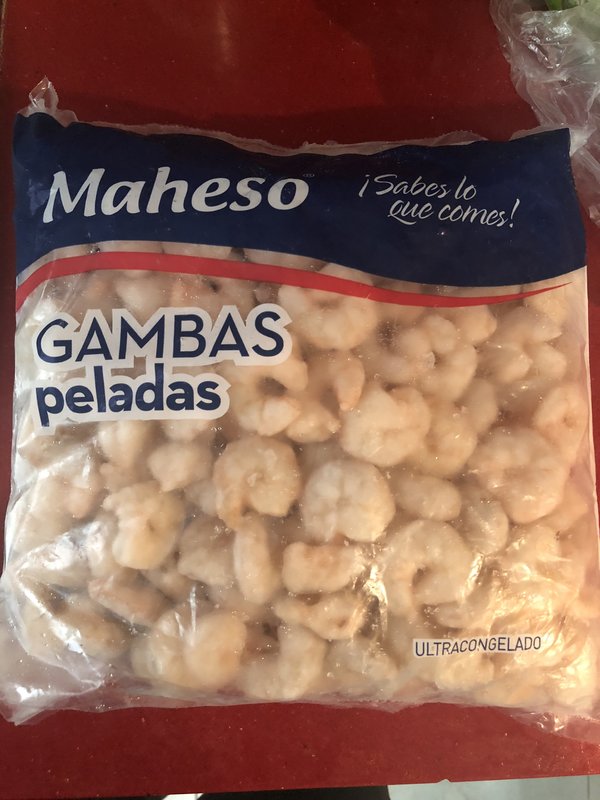 Maheso
¡Sabes lo
que comes!
GAMBAS
peladas
ULTRACONGELADO